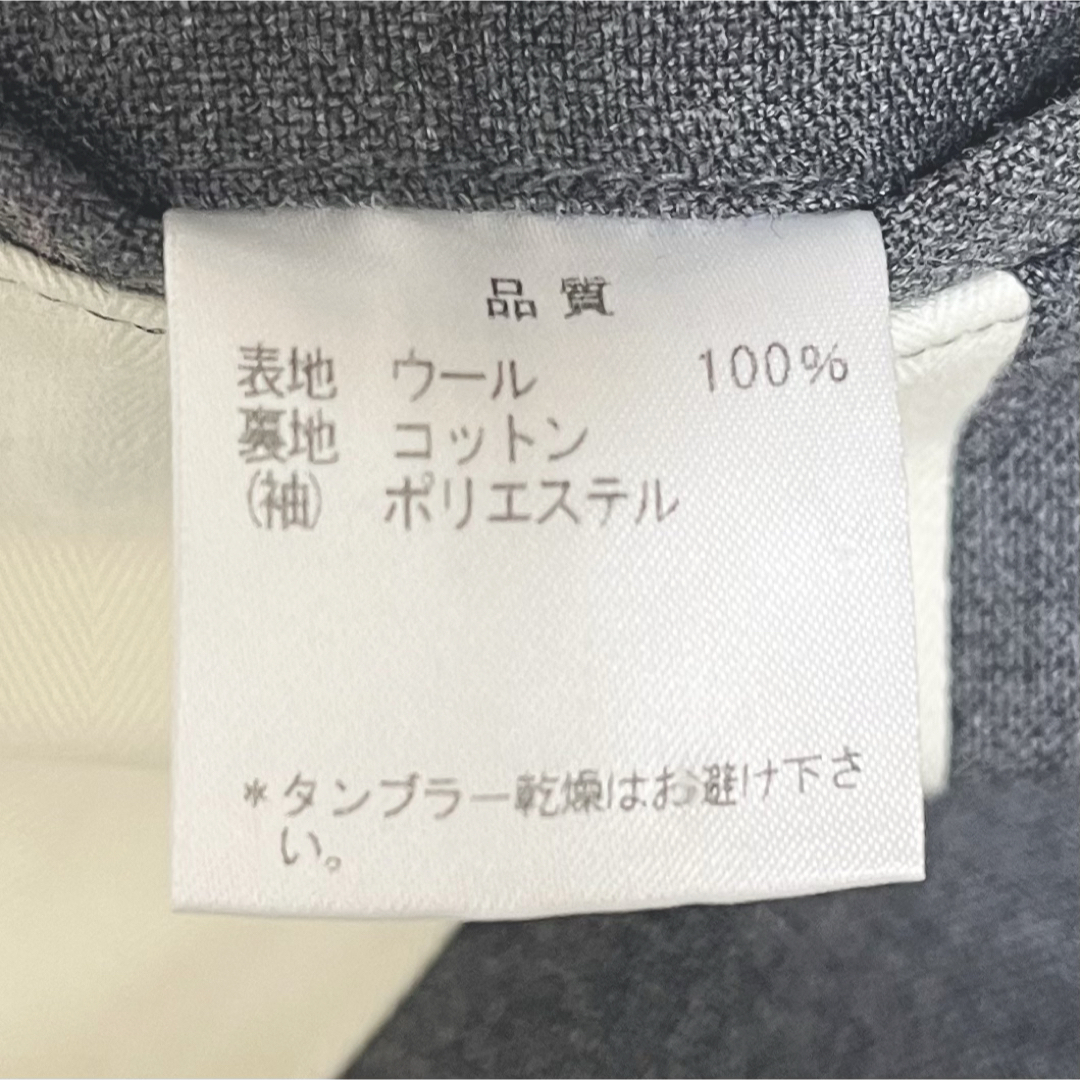 品質
表地 ウール 100%
裏地 コットン
(袖) ポリエステル
*タンブラー乾燥はお避け下さ
い。